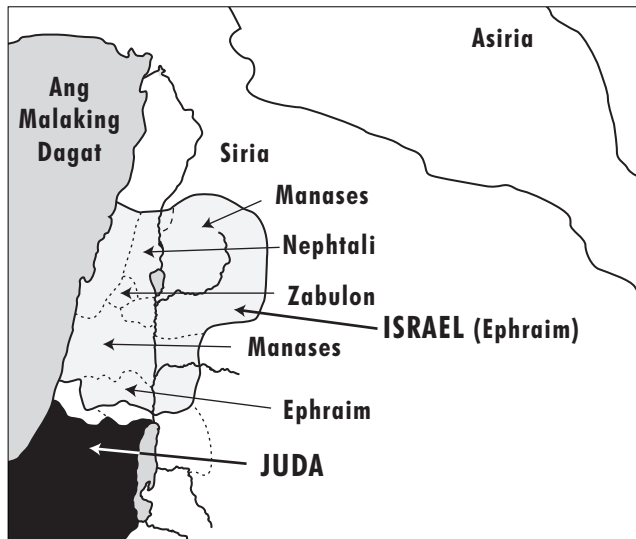 Asiria
Ang
Malaking
Dagat
Siria
Manases
Nephtali
Zabulon
ISRAEL (Ephraim)
Manases
Ephraim
JUDA